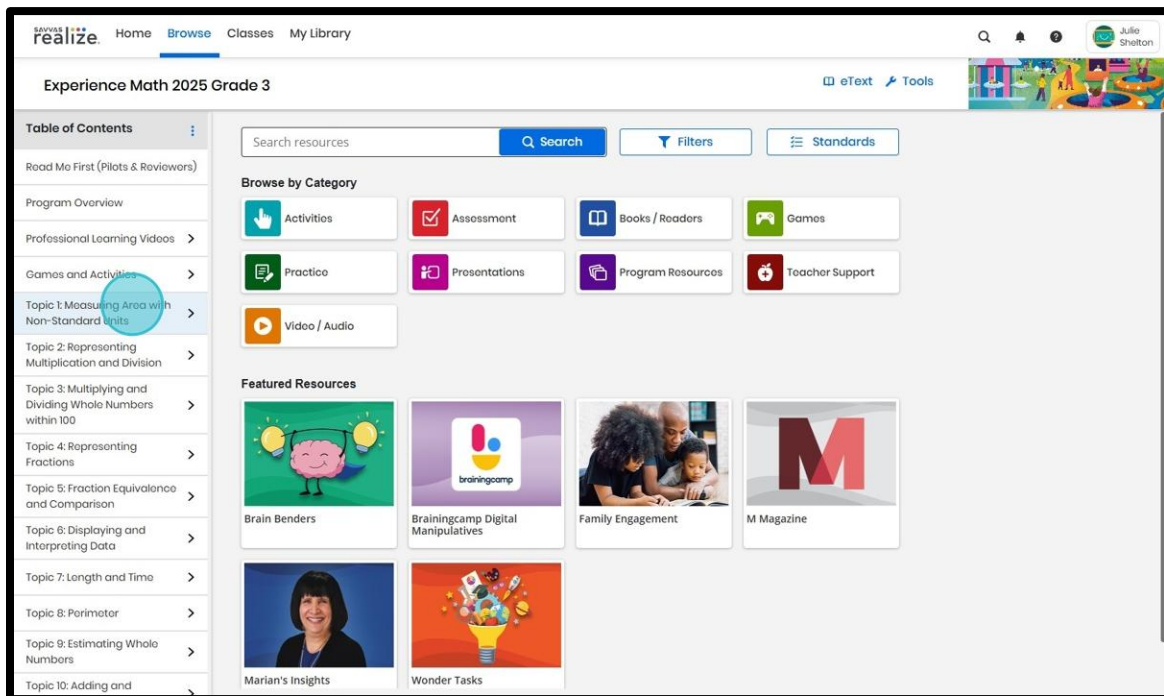 SAVVAS
realize.
Home Browse Classes My Library
Julie
Shelton
Experience Math 2025 Grade 3
eText Tools
Table of Contents
Read Me First (Pilots & Reviewers)
Program Overview
Professional Learning Videos
Games and Activities
Topic 1: Measuring Area with
Non-Standard Units
Topic 2: Representing
Multiplication and Division
Topic 3: Multiplying and
Dividing Whole Numbers
within 100
Topic 4: Representing
Fractions
Topic 5: Fraction Equivalence
and Comparison
Topic 6: Displaying and
Interpreting Data
Topic 7: Length and Time
Topic 8: Perimeter
Topic 9: Estimating Whole
Numbers
Topic 10: Adding and
Search resources
Search
Filters
Standards
Browse by Category
Activities
Assessment
Books / Readers
Games
Practice
Presentations
Program Resources
Teacher Support
Video / Audio
Featured Resources
brainingcamp
M
Brain Benders
Brainingcamp Digital
Manipulatives
Family Engagement
M Magazine
Marian's Insights
Wonder Tasks